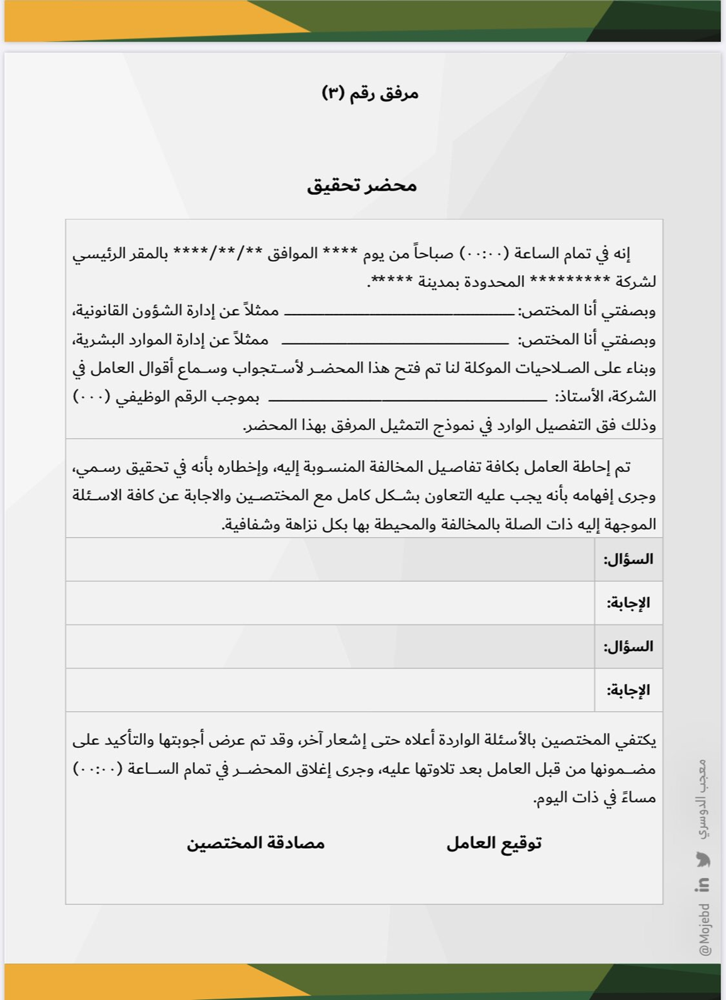 مرفق رقم (٣)
محضر تحقيق
إنه في تمام الساعة (٠٠:٠٠) صباحاً من يوم **** الموافق **/**/**** بالمقر الرئيسي
لشركة ********* المحدودة بمدينة *****.
وبصفتي أنا المختص: ________________ ممثلاً عن إدارة الشؤون القانونية،
وبصفتي أنا المختص: ________________ ممثلاً عن إدارة الموارد البشرية،
وبناء على الصلاحيات الموكلة لنا تم فتح هذا المحضر لأستجواب وسماع أقوال العامل في
الشركة، الأستاذ: ________________ بموجب الرقم الوظيفي (٠٠٠)
وذلك فق التفصيل الوارد في نموذج التمثيل المرفق بهذا المحضر.
تم إحاطة العامل بكافة تفاصيل المخالفة المنسوبة إليه، وإخطاره بأنه في تحقيق رسمي،
وجرى إفهامه بأنه يجب عليه التعاون بشكل كامل مع المختصين والاجابة عن كافة الاسئلة
الموجهة إليه ذات الصلة بالمخالفة والمحيطة بها بكل نزاهة وشفافية.
السؤال:
الإجابة:
السؤال:
الإجابة:
يكتفي المختصين بالأسئلة الواردة أعلاه حتى إشعار آخر، وقد تم عرض أجوبتها والتأكيد على
مضمونها من قبل العامل بعد تلاوتها عليه، وجرى إغلاق المحضر في تمام الساعة (٠٠:٠٠)
مساءً في ذات اليوم.
توقيع العامل مصادقة المختصين
@Mojebd in معجب الدوسري